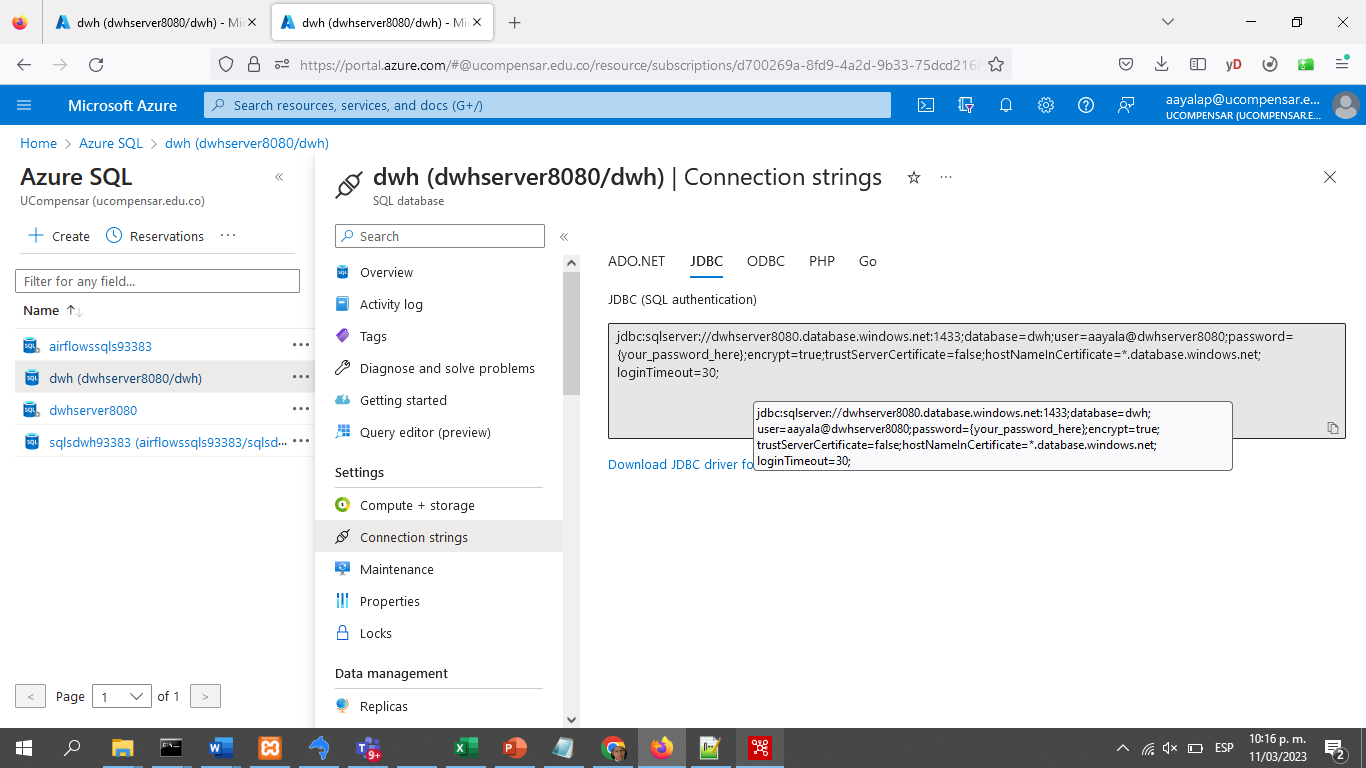 dwh (dwhserver8080/dwh) - Mic
dwh (dwhserver8080/dwh) - Mic
https://portal.azure.com/#@ucompensar.edu.co/resource/subscriptions/d700269a-8fd9-4a2d-9b33-75dcd216
yD
Microsoft Azure
Search resources, services, and docs (G+/)
aayalap@ucompensar.e...
UCOMPENSAR (UCOMPENSAR.E...
Home > Azure SQL > dwh (dwhserver8080/dwh)
Azure SQL
UCompensar (ucompensar.edu.co)
Create
Reservations
Filter for any field...
Name
airflowssqls93383
dwh (dwhserver8080/dwh)
dwhserver8080
sqlsdwh93383 (airflowssqls93383/sqlsd...
< Page 1 of 1 >
dwh (dwhserver8080/dwh) | Connection strings
SQL database
Search
Overview
Activity log
Tags
Diagnose and solve problems
Getting started
Query editor (preview)
Settings
Compute + storage
Connection strings
Maintenance
Properties
Locks
Data management
Replicas
ADO.NET JDBC ODBC PHP Go
JDBC (SQL authentication)
jdbc:sqlserver://dwhserver8080.database.windows.net:1433;database=dwh;user=aayala@dwhserver8080;password=
{your_password_here};encrypt=true;trustServerCertificate=false;hostNameInCertificate=*.database.windows.net;
loginTimeout=30;
jdbc:sqlserver://dwhserver8080.database.windows.net:1433;database=dwh;
user=aayala@dwhserver8080;password={your_password_here};encrypt=true;
trustServerCertificate=false;hostNameInCertificate=*.database.windows.net;
loginTimeout=30;
Download JDBC driver fo
9+
ESP
10:16 p. m.
11/03/2023
2